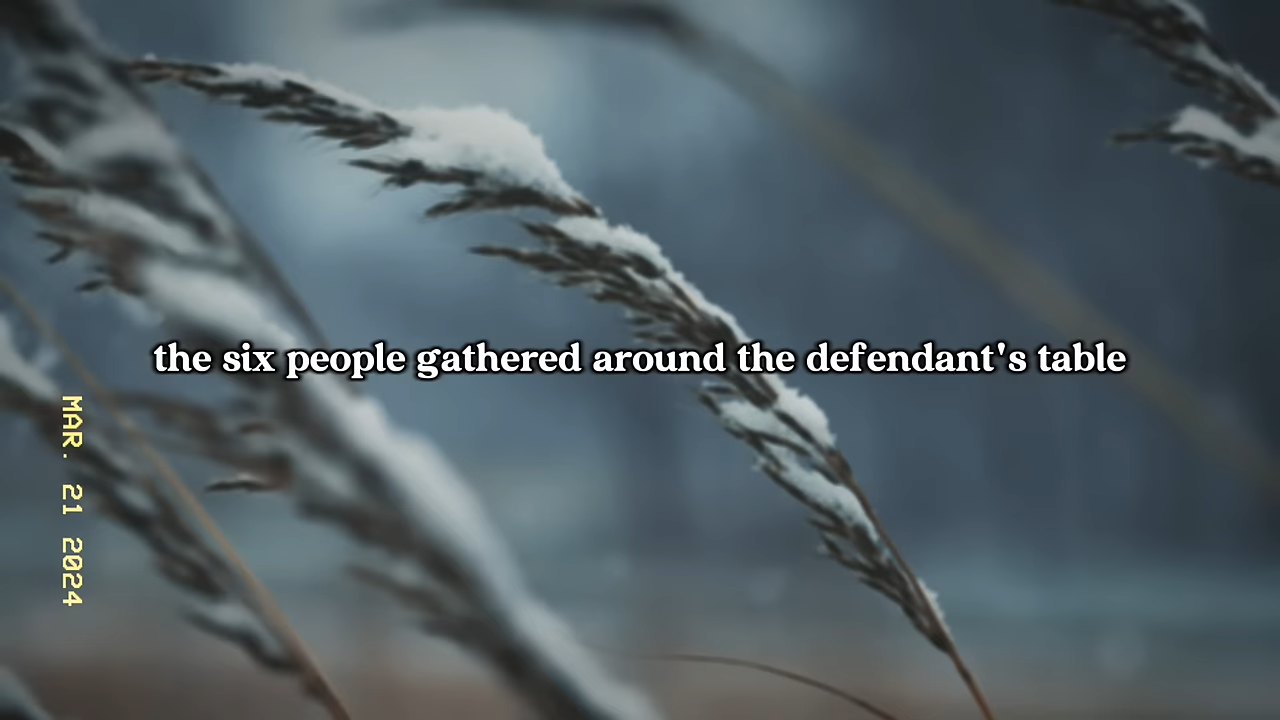 the six people gathered around the defendant's table
MAR. 21 2024